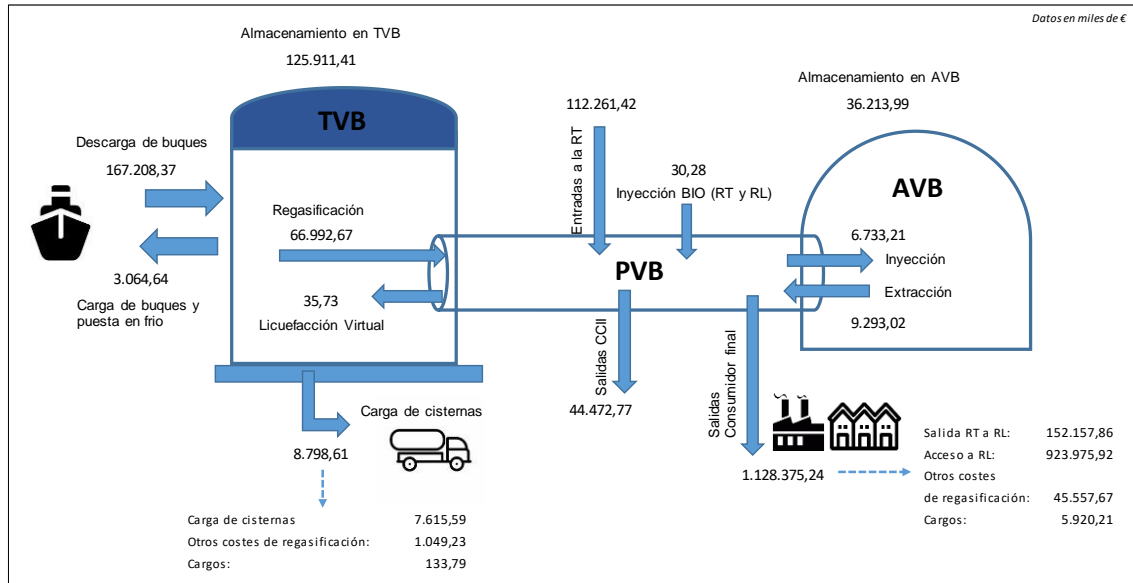 Datos en miles de €
Almacenamiento en TVB
125.911,41
Almacenamiento en AVB
36.213,99
TVB
112.261,42
Entradas a la RT
30,28
Inyección BIO (RT y RL)
Descarga de buques
167.208,37
AVB
Regasificación
66.992,67
6.733,21
Inyección
PVB
3.064,64
Carga de buques y
puesta en frio
35,73
Licuefacción Virtual
Extracción
9.293,02
Salidas CCII
44.472,77
Salidas
Consumidor final
1.128.375,24
Carga de cisternas
8.798,61
Salida RT a RL: 152.157,86
Acceso a RL: 923.975,92
Otros costes
de regasificación: 45.557,67
Cargos: 5.920,21
Carga de cisternas 7.615,59
Otros costes de regasificación: 1.049,23
Cargos: 133,79